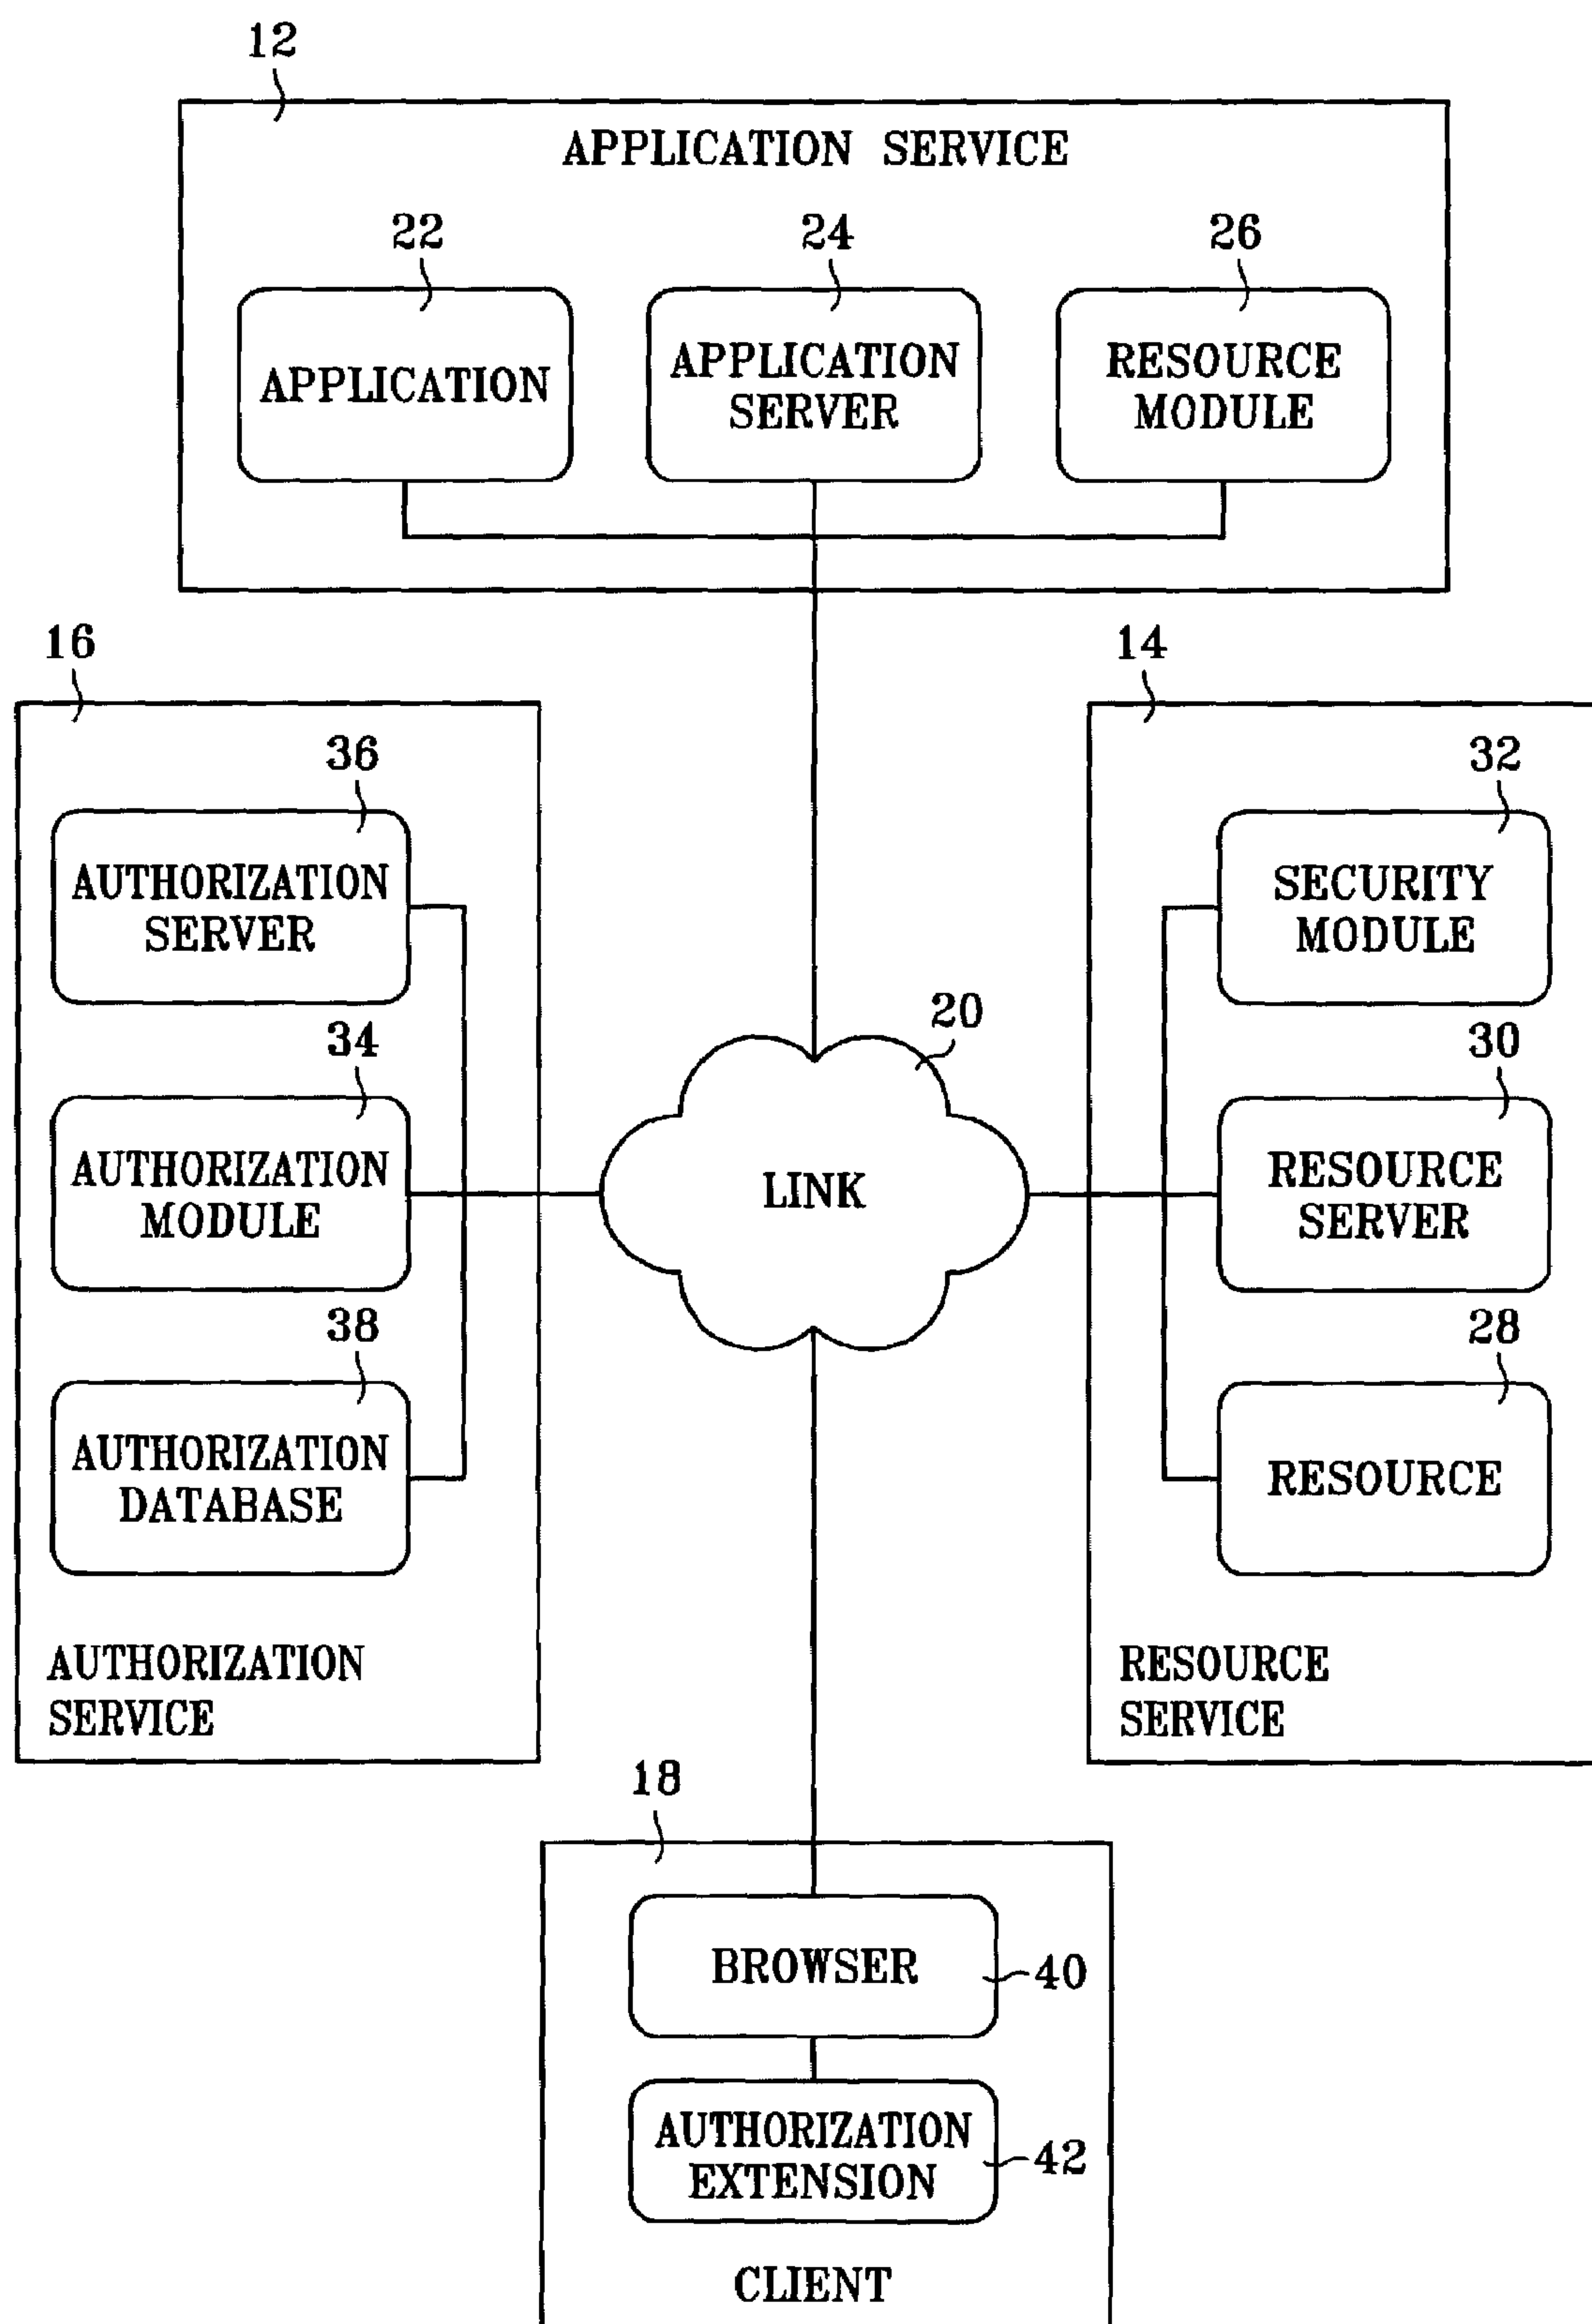 12
APPLICATION SERVICE
22
24
26
APPLICATION
APPLICATION
SERVER
RESOURCE
MODULE
16
14
36
AUTHORIZATION
SERVER
34
AUTHORIZATION
MODULE
38
AUTHORIZATION
DATABASE
AUTHORIZATION
SERVICE
20
LINK
32
SECURITY
MODULE
30
RESOURCE
SERVER
28
RESOURCE
RESOURCE
SERVICE
18
BROWSER
40
AUTHORIZATION
EXTENSION
42
CLIENT